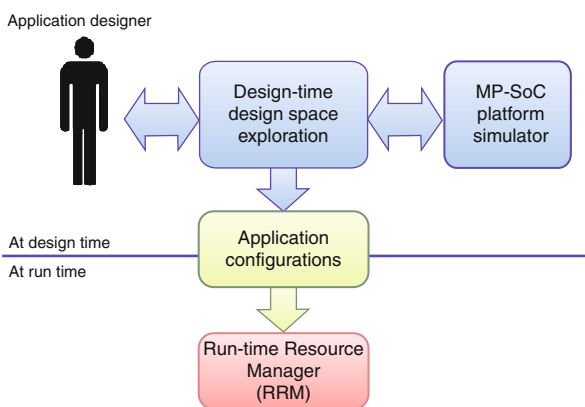 Application designer
Design-time
design space
exploration
MP-SoC
platform
simulator
Application
configurations
At design time
At run time
Run-time Resource
Manager
(RRM)